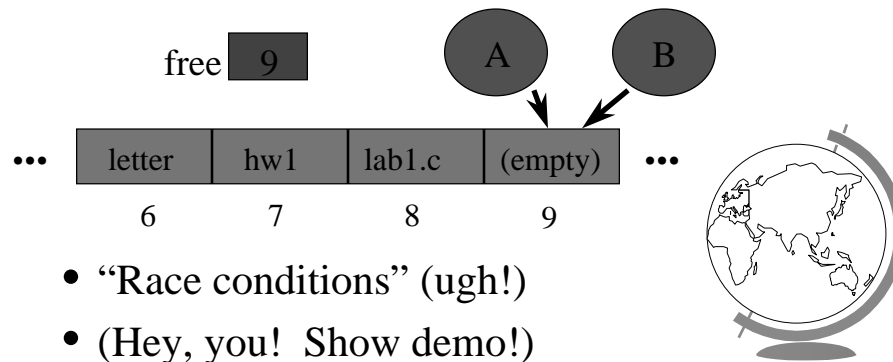 free 9 A B
... letter hw1 lab1.c (empty) ...
6 7 8 9
• “Race conditions” (ugh!)
• (Hey, you! Show demo!)